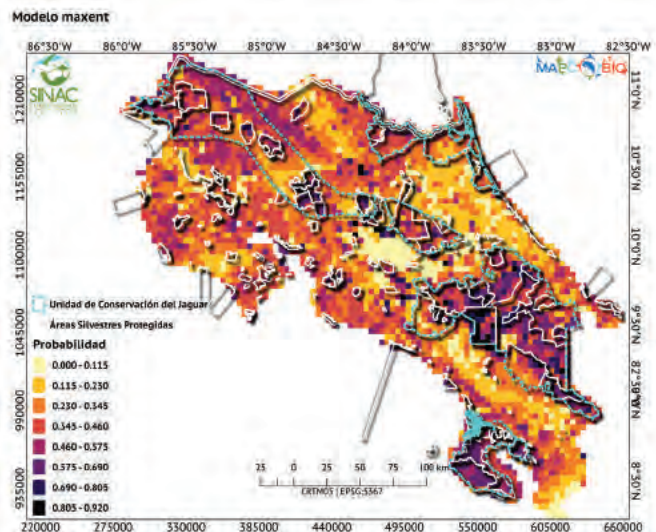 Modelo maxent
86°30'W 86°0'W 85°30'W 85°0'W 84°30'W 84°0'W 83°30'W 83°0'W 82°30'W
SINAC
1210000
1155000
1100000
1045000
990000
935000
11°0'N
10°30'N
10°0'N
9°30'N
8°30'N
Unidad de Conservación del Jaguar
Áreas Silvestres Protegidas
Probabilidad
0.000 - 0.115
0.115 - 0.230
0.230 - 0.345
0.345 - 0.460
0.460 - 0.575
0.575 - 0.690
0.690 - 0.805
0.805 - 0.920
25 0 25 50 75 100 km
CRTM05 | EPSG:5367
220000 275000 330000 385000 440000 495000 550000 6050000 660000